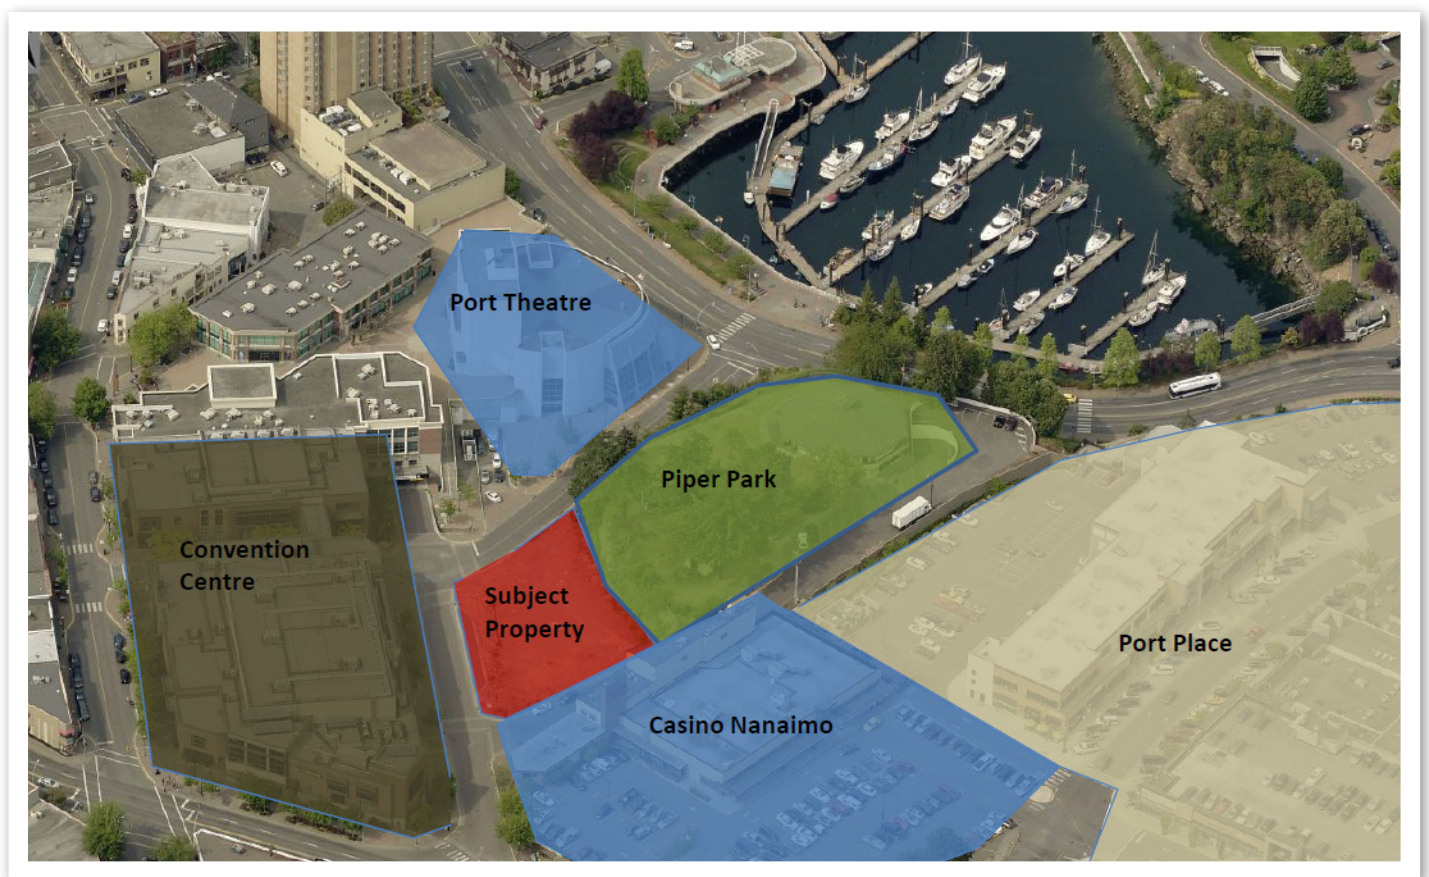 Port Theatre
Piper Park
Convention
Centre
Subject
Property
Port Place
Casino Nanaimo